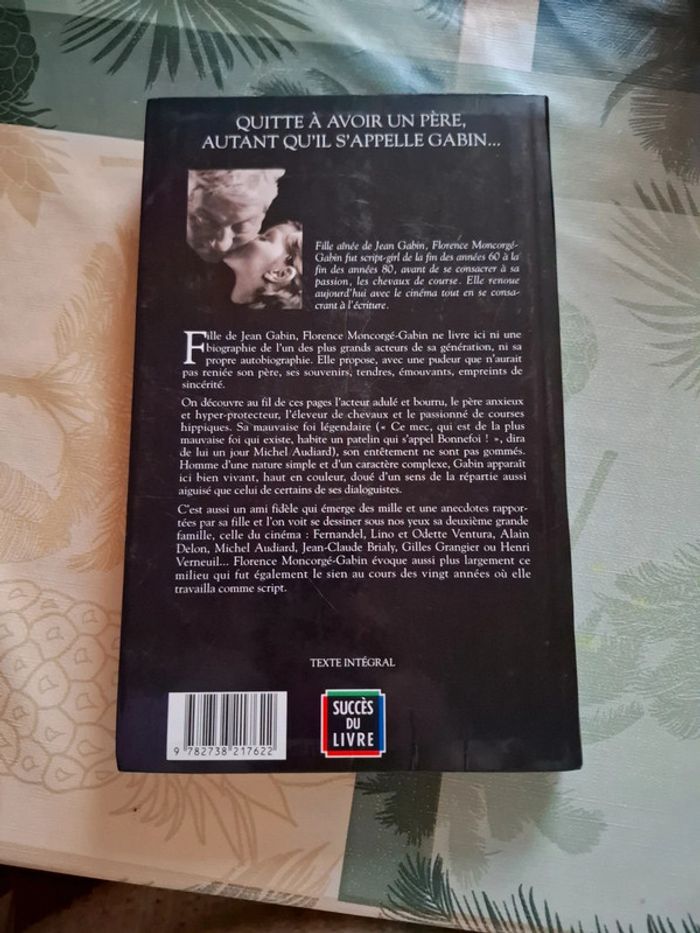 QUITTE À AVOIR UN PÈRE,
AUTANT QU'IL S'APPELLE GABIN...
Fille aînée de Jean Gabin, Florence Moncorgé-
Gabin fut script-girl de la fin des années 60 à la
fin des années 80, avant de se consacrer à sa
passion, les chevaux de course. Elle renoue
aujourd'hui avec le cinéma tout en se consa-
crant à l'écriture.
Fille de Jean Gabin, Florence Moncorgé-Gabin ne livre ici ni une
biographie de l'un des plus grands acteurs de sa génération, ni sa
propre autobiographie. Elle propose, avec une pudeur que n'aurait
pas reniée son père, ses souvenirs, tendres, émouvants, empreints de
sincérité.
On découvre au fil de ces pages l'acteur adulé et bourru, le père anxieux
et hyper-protecteur, l'éleveur de chevaux et le passionné de courses
hippiques. Sa mauvaise foi légendaire (« Ce mec, qui est de la plus
mauvaise foi qui existe, habite un patelin qui s'appel Bonnefoi ! », dira
de lui un jour Michel Audiard), son entêtement ne sont pas gommés.
Homme d'une nature simple et d'un caractère complexe, Gabin apparaît
ici bien vivant, haut en couleur, doué d'un sens de la répartie aussi
aiguisé que celui de certains de ses dialoguistes.
C'est aussi un ami fidèle qui émerge des mille et une anecdotes rappor-
tées par sa fille et l'on voit se dessiner sous nos yeux sa deuxième grande
famille, celle du cinéma : Fernandel, Lino et Odette Ventura, Alain
Delon, Michel Audiard, Jean-Claude Brialy, Gilles Grangier ou Henri
Verneuil... Florence Moncorgé-Gabin évoque aussi plus largement ce
milieu qui fut également le sien au cours des vingt années où elle
travailla comme script.
TEXTE INTÉGRAL
SUCCÈS
DU
LIVRE
9 782738 217622